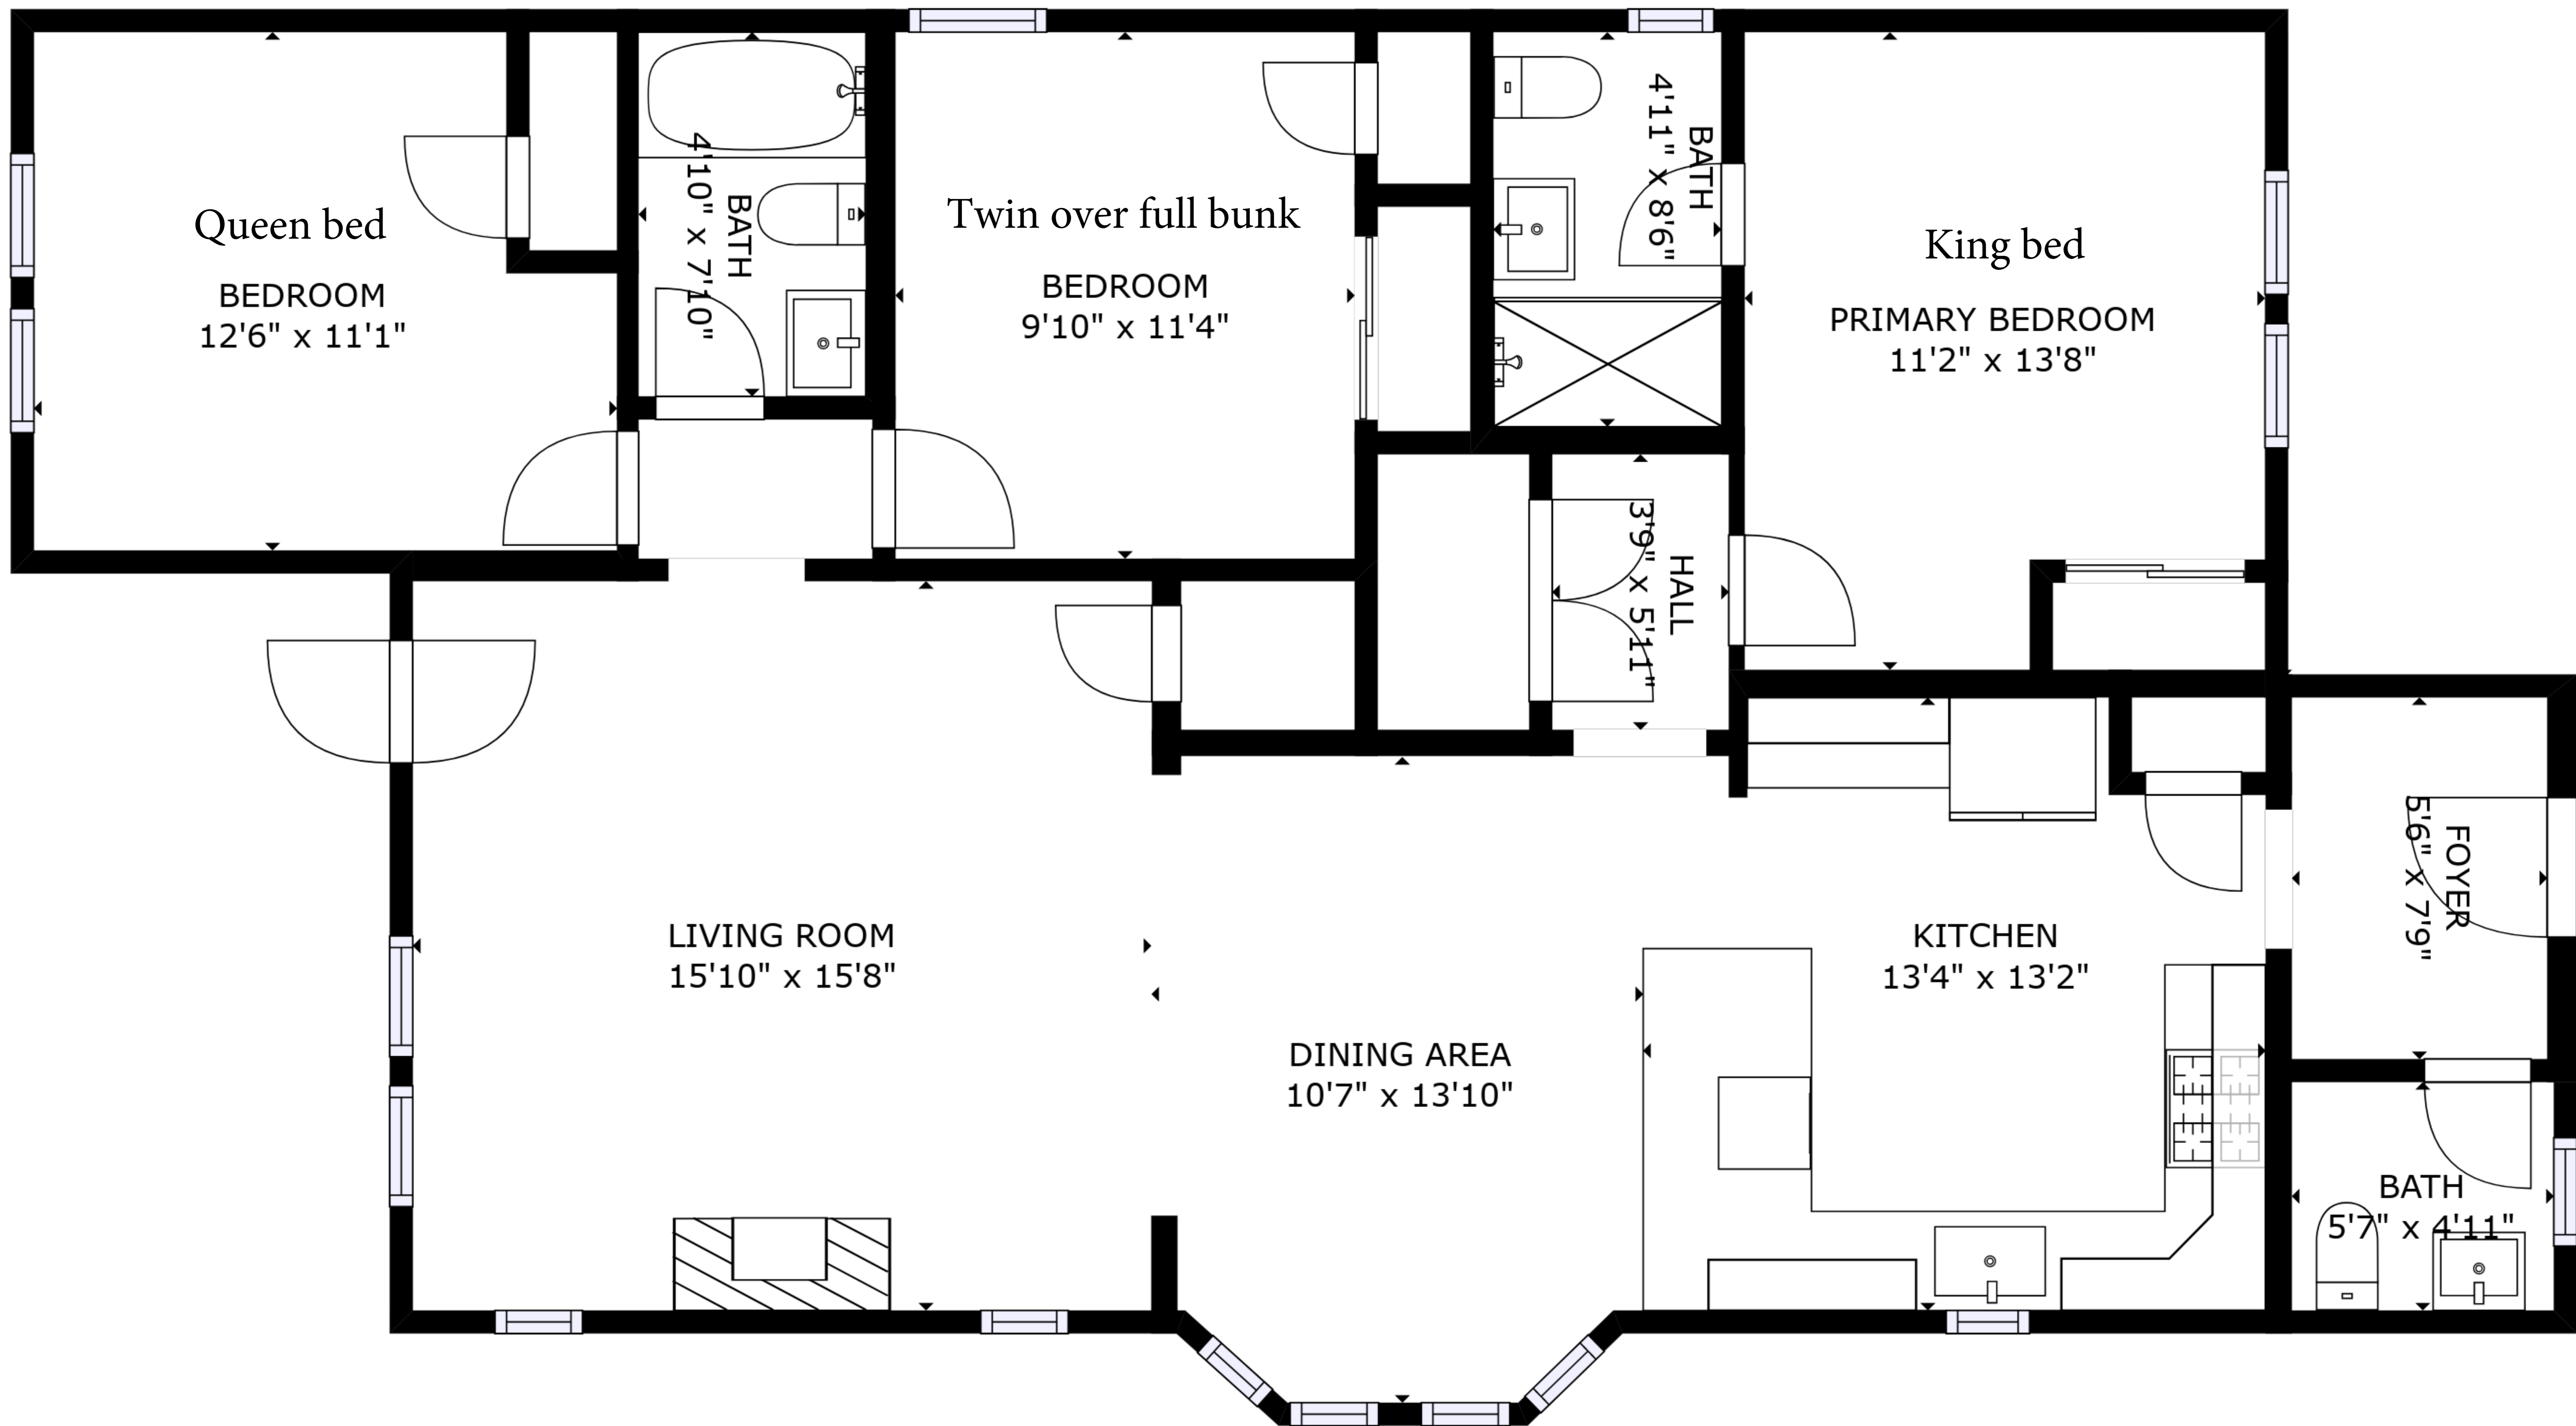 Queen bed
BEDROOM
12'6" x 11'1"
BATH
4'10" x 7'10"
Twin over full bunk
BEDROOM
9'10" x 11'4"
BATH
4'11" x 8'6"
King bed
PRIMARY BEDROOM
11'2" x 13'8"
HALL
3'9" x 5'11"
LIVING ROOM
15'10" x 15'8"
DINING AREA
10'7" x 13'10"
KITCHEN
13'4" x 13'2"
FOYER
5'6" x 7'9"
BATH
5'7" x 4'11"